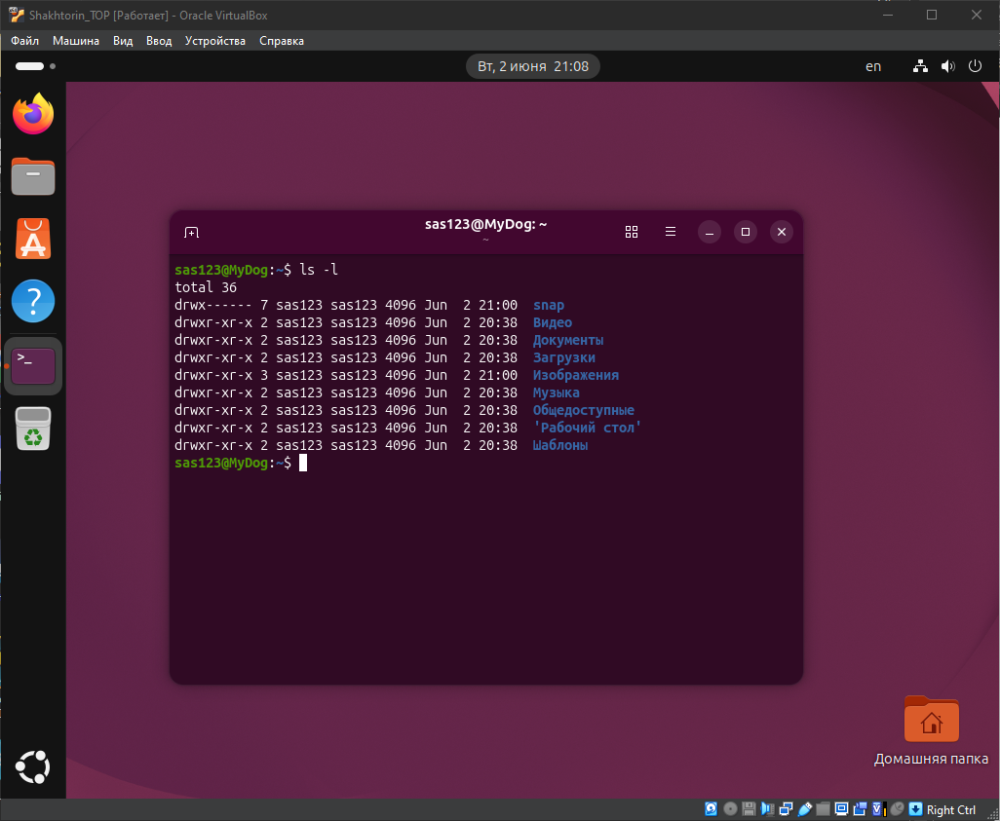 Shakhtorin_TOP [Работает] - Oracle VirtualBox
Файл Машина Вид Ввод Устройства Справка
Вт, 2 июня 21:08
en
sas123@MyDog: ~
~
sas123@MyDog:~$ ls -l
total 36
drwx------ 7 sas123 sas123 4096 Jun  2 21:00 snap
drwxr-xr-x 2 sas123 sas123 4096 Jun  2 20:38 Видео
drwxr-xr-x 2 sas123 sas123 4096 Jun  2 20:38 Документы
drwxr-xr-x 2 sas123 sas123 4096 Jun  2 20:38 Загрузки
drwxr-xr-x 3 sas123 sas123 4096 Jun  2 21:00 Изображения
drwxr-xr-x 2 sas123 sas123 4096 Jun  2 20:38 Музыка
drwxr-xr-x 2 sas123 sas123 4096 Jun  2 20:38 Общедоступные
drwxr-xr-x 2 sas123 sas123 4096 Jun  2 20:38 'Рабочий стол'
drwxr-xr-x 2 sas123 sas123 4096 Jun  2 20:38 Шаблоны
sas123@MyDog:~$
Домашняя папка
Right Ctrl